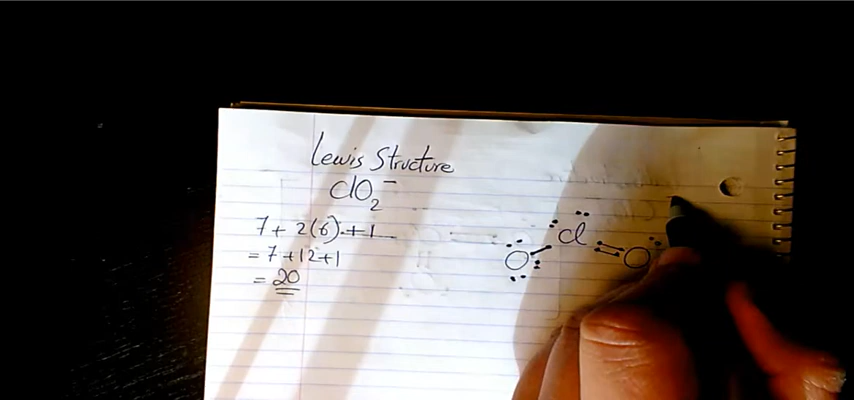 Lewis Structure
ClO₂⁻
7 + 2(6) + 1
= 7 + 12 + 1
= 20
Cl
O
O